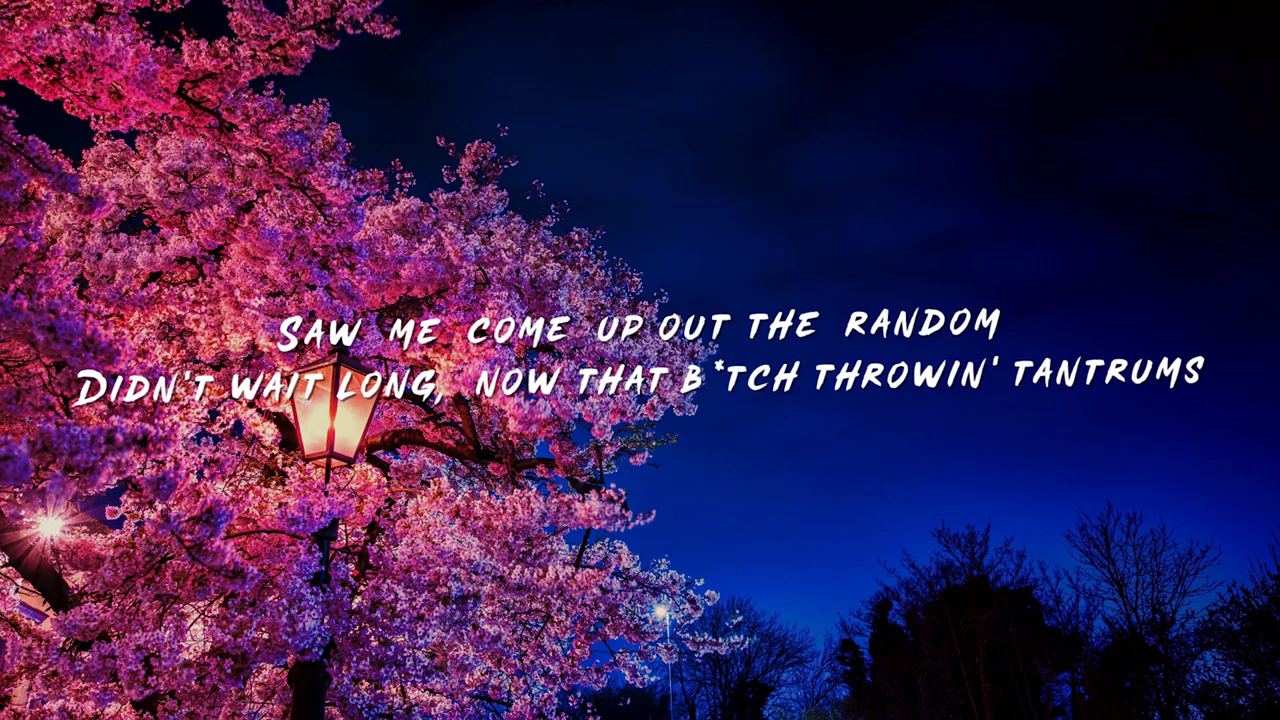 Saw me come up out the random
Didn't wait long, now that b*tch throwin' tantrums